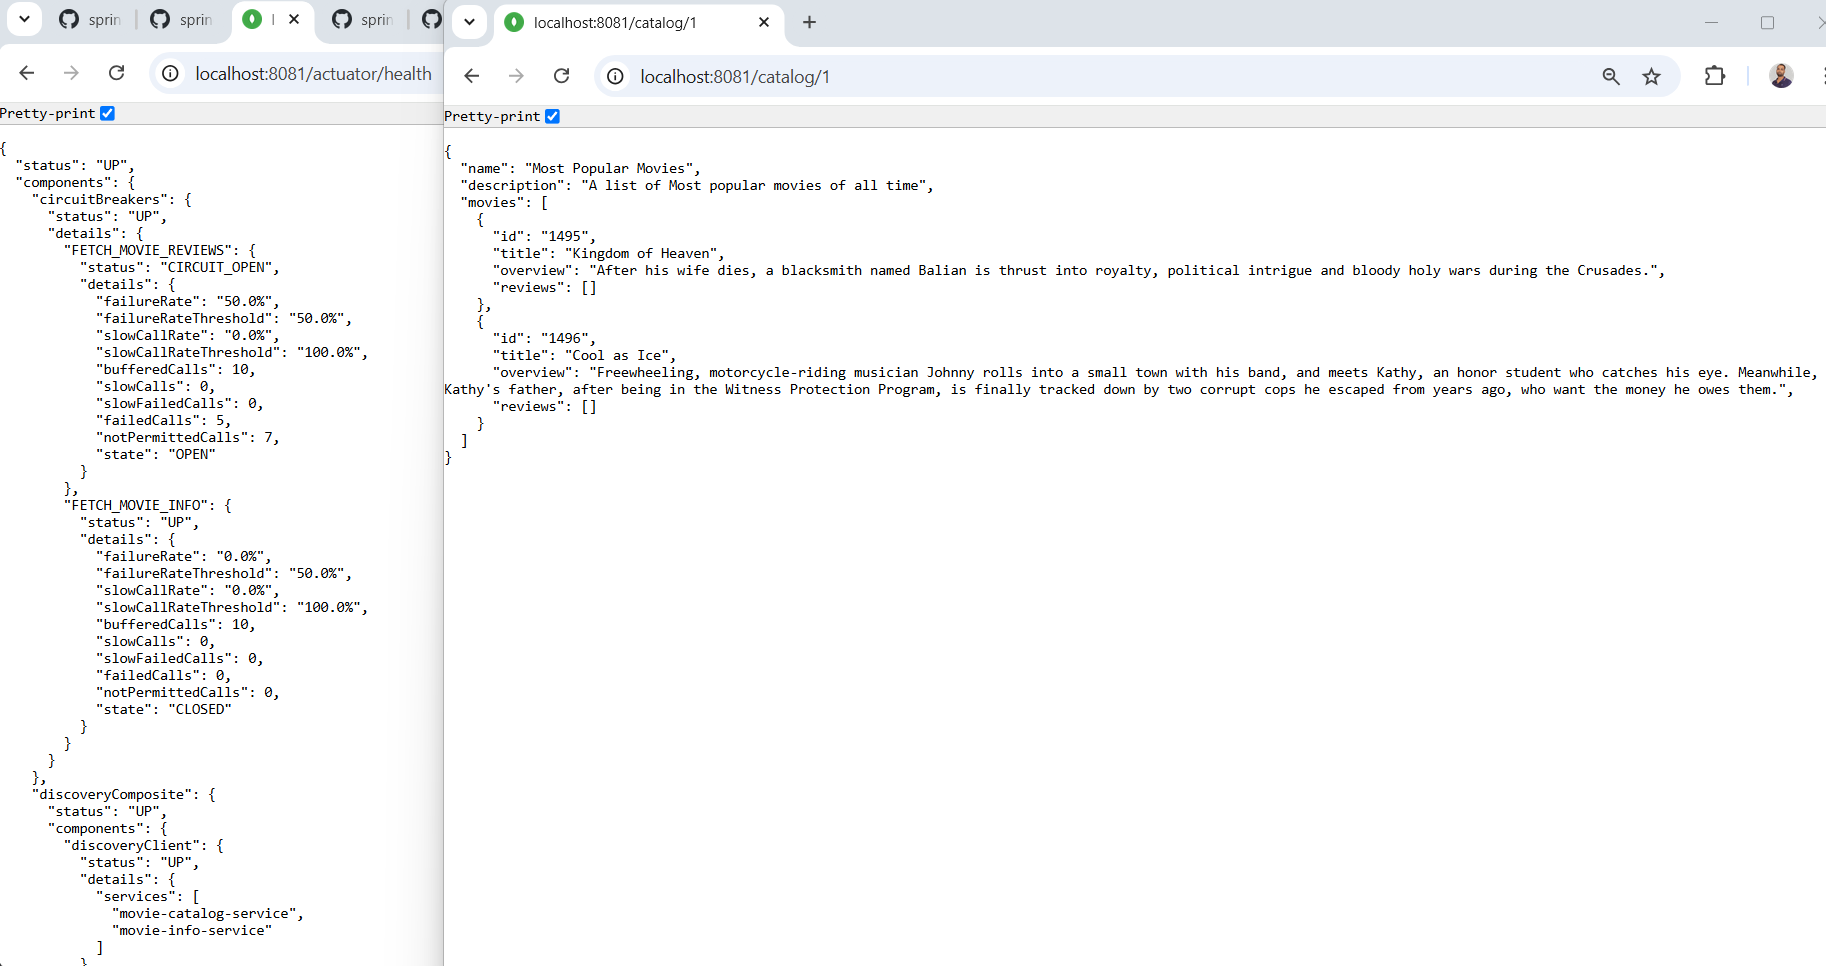 sprin
sprin
sprin
localhost:8081/actuator/health
Pretty-print
{
  "status": "UP",
  "components": {
    "circuitBreakers": {
      "status": "UP",
      "details": {
        "FETCH_MOVIE_REVIEWS": {
          "status": "CIRCUIT_OPEN",
          "details": {
            "failureRate": "50.0%",
            "failureRateThreshold": "50.0%",
            "slowCallRate": "0.0%",
            "slowCallRateThreshold": "100.0%",
            "bufferedCalls": 10,
            "slowCalls": 0,
            "slowFailedCalls": 0,
            "failedCalls": 5,
            "notPermittedCalls": 7,
            "state": "OPEN"
          }
        },
        "FETCH_MOVIE_INFO": {
          "status": "UP",
          "details": {
            "failureRate": "0.0%",
            "failureRateThreshold": "50.0%",
            "slowCallRate": "0.0%",
            "slowCallRateThreshold": "100.0%",
            "bufferedCalls": 10,
            "slowCalls": 0,
            "slowFailedCalls": 0,
            "failedCalls": 0,
            "notPermittedCalls": 0,
            "state": "CLOSED"
          }
        }
      }
    },
    "discoveryComposite": {
      "status": "UP",
      "components": {
        "discoveryClient": {
          "status": "UP",
          "details": {
            "services": [
              "movie-catalog-service",
              "movie-info-service"
            ]
          }
localhost:8081/catalog/1
localhost:8081/catalog/1
Pretty-print
{
  "name": "Most Popular Movies",
  "description": "A list of Most popular movies of all time",
  "movies": [
    {
      "id": "1495",
      "title": "Kingdom of Heaven",
      "overview": "After his wife dies, a blacksmith named Balian is thrust into royalty, political intrigue and bloody holy wars during the Crusades.",
      "reviews": []
    },
    {
      "id": "1496",
      "title": "Cool as Ice",
      "overview": "Freewheeling, motorcycle-riding musician Johnny rolls into a small town with his band, and meets Kathy, an honor student who catches his eye. Meanwhile,
Kathy's father, after being in the Witness Protection Program, is finally tracked down by two corrupt cops he escaped from years ago, who want the money he owes them.",
      "reviews": []
    }
  ]
}